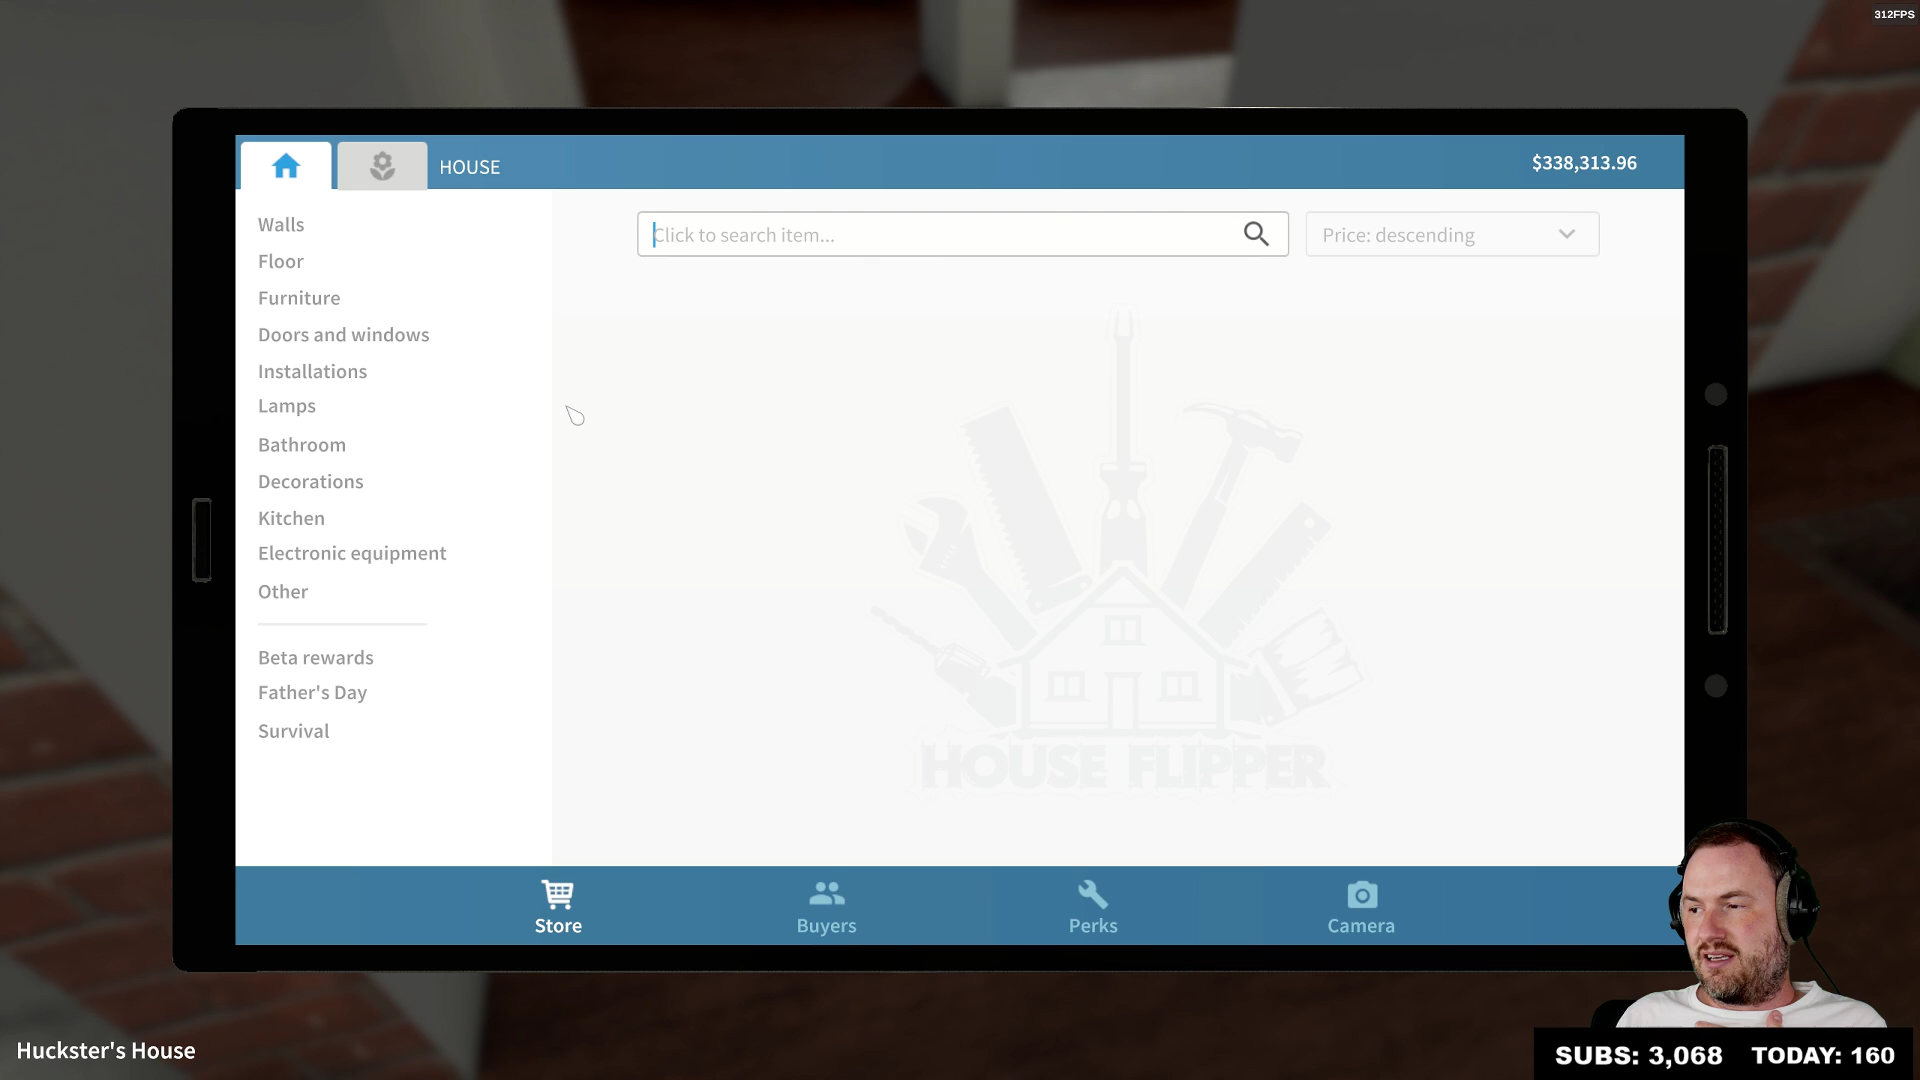 312FPS
HOUSE
$338,313.96
Walls
Floor
Furniture
Doors and windows
Installations
Lamps
Bathroom
Decorations
Kitchen
Electronic equipment
Other
Beta rewards
Father's Day
Survival
Click to search item...
Price: descending
HOUSE FLIPPER
Store
Buyers
Perks
Camera
Huckster's House
SUBS: 3,068 TODAY: 160